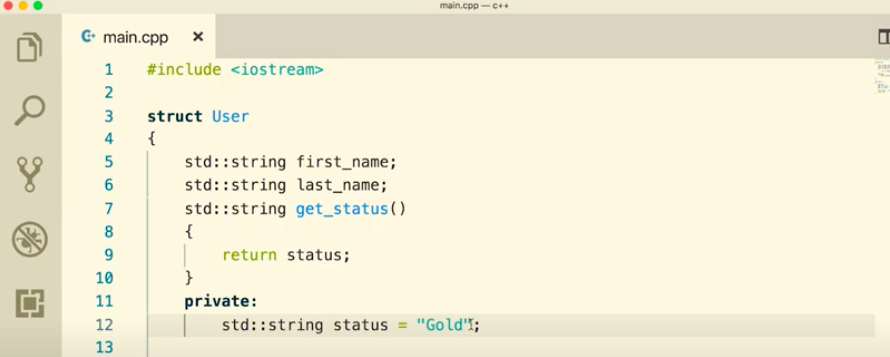 main.cpp — c++
main.cpp ×
1 #include <iostream>
2
3 struct User
4 {
5     std::string first_name;
6     std::string last_name;
7     std::string get_status()
8     {
9         return status;
10     }
11     private:
12         std::string status = "Gold";
13